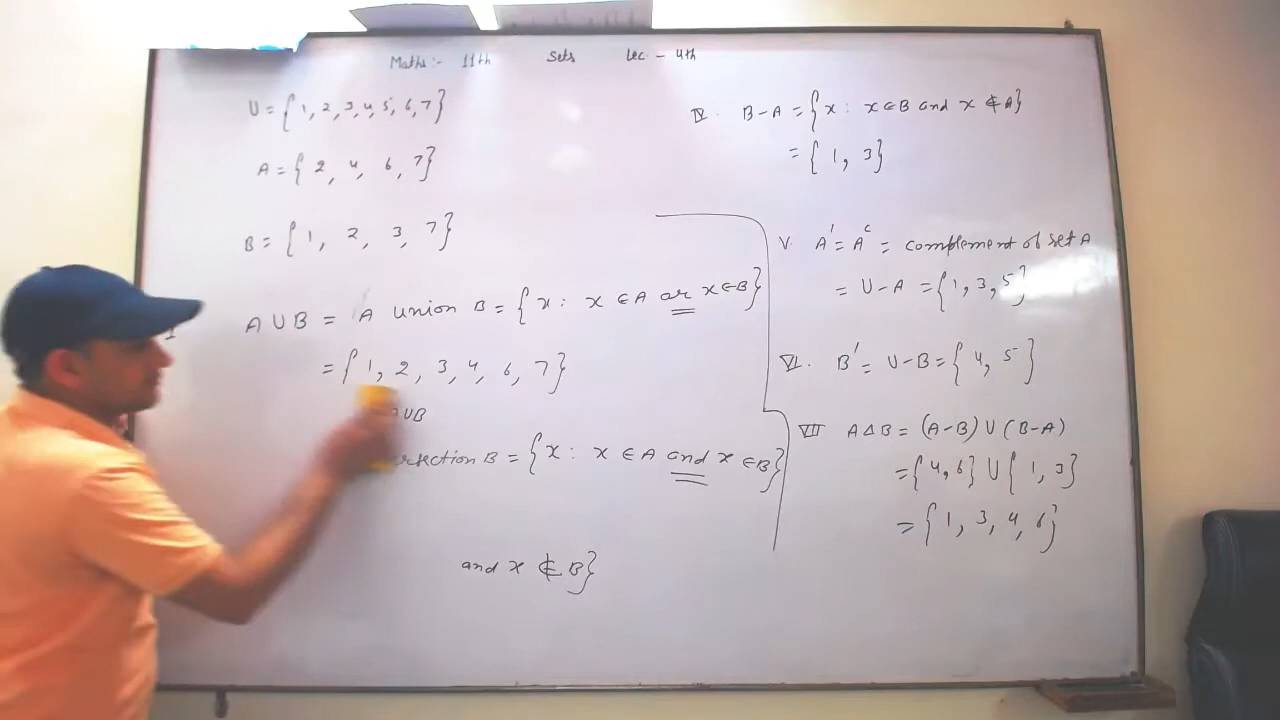 Maths:- 11th Sets Lec - 4th
U = {1, 2, 3, 4, 5, 6, 7}
A = {2, 4, 6, 7}
B = {1, 2, 3, 7}
A ∪ B = A union B = {x : x ∈ A or x ∈ B}
= {1, 2, 3, 4, 6, 7}
∪B
rsection B = {x : x ∈ A and x ∈ B}
and x ∉ B}
IV. B - A = {x : x ∈ B and x ∉ A}
= {1, 3}
V. A' = Aᶜ = complement of set A
= U - A = {1, 3, 5}
VI. B' = U - B = {4, 5}
VII A Δ B = (A - B) ∪ (B - A)
= {4, 6} ∪ {1, 3}
= {1, 3, 4, 6}